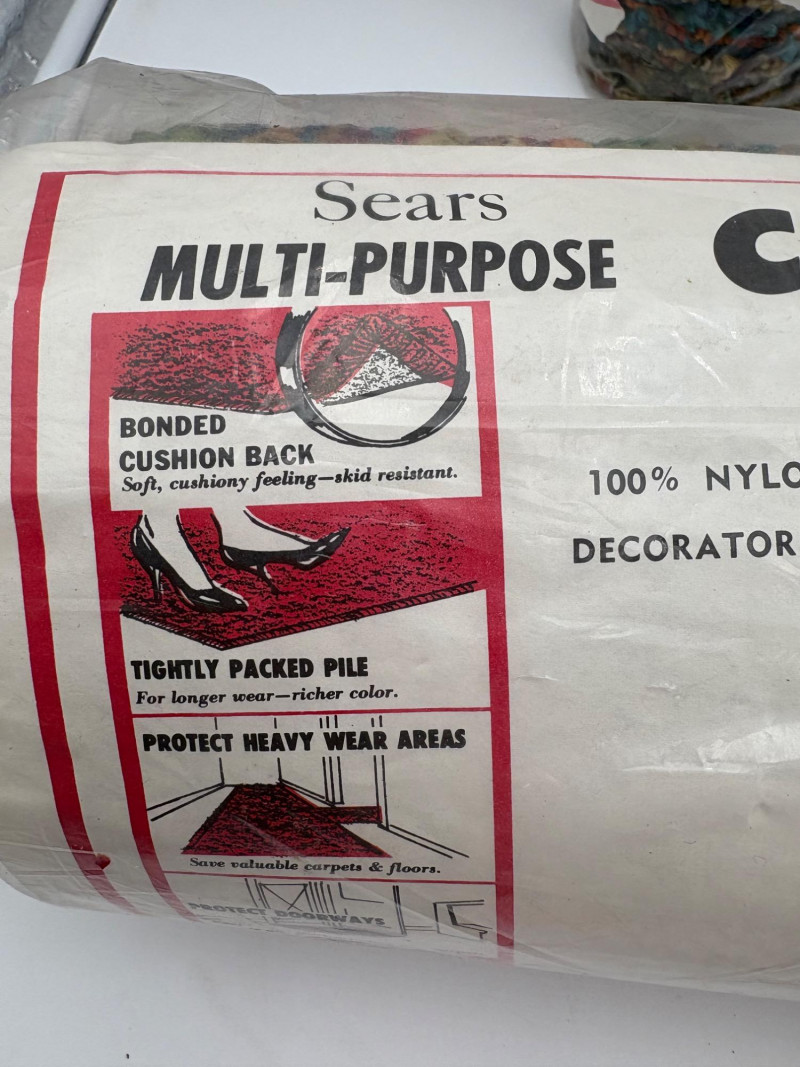 Sears
MULTI-PURPOSE
C
BONDED
CUSHION BACK
Soft, cushiony feeling—skid resistant.
100% NYLO
DECORATOR
TIGHTLY PACKED PILE
For longer wear—richer color.
PROTECT HEAVY WEAR AREAS
Save valuable carpets & floors.
PROTECT DOORWAYS